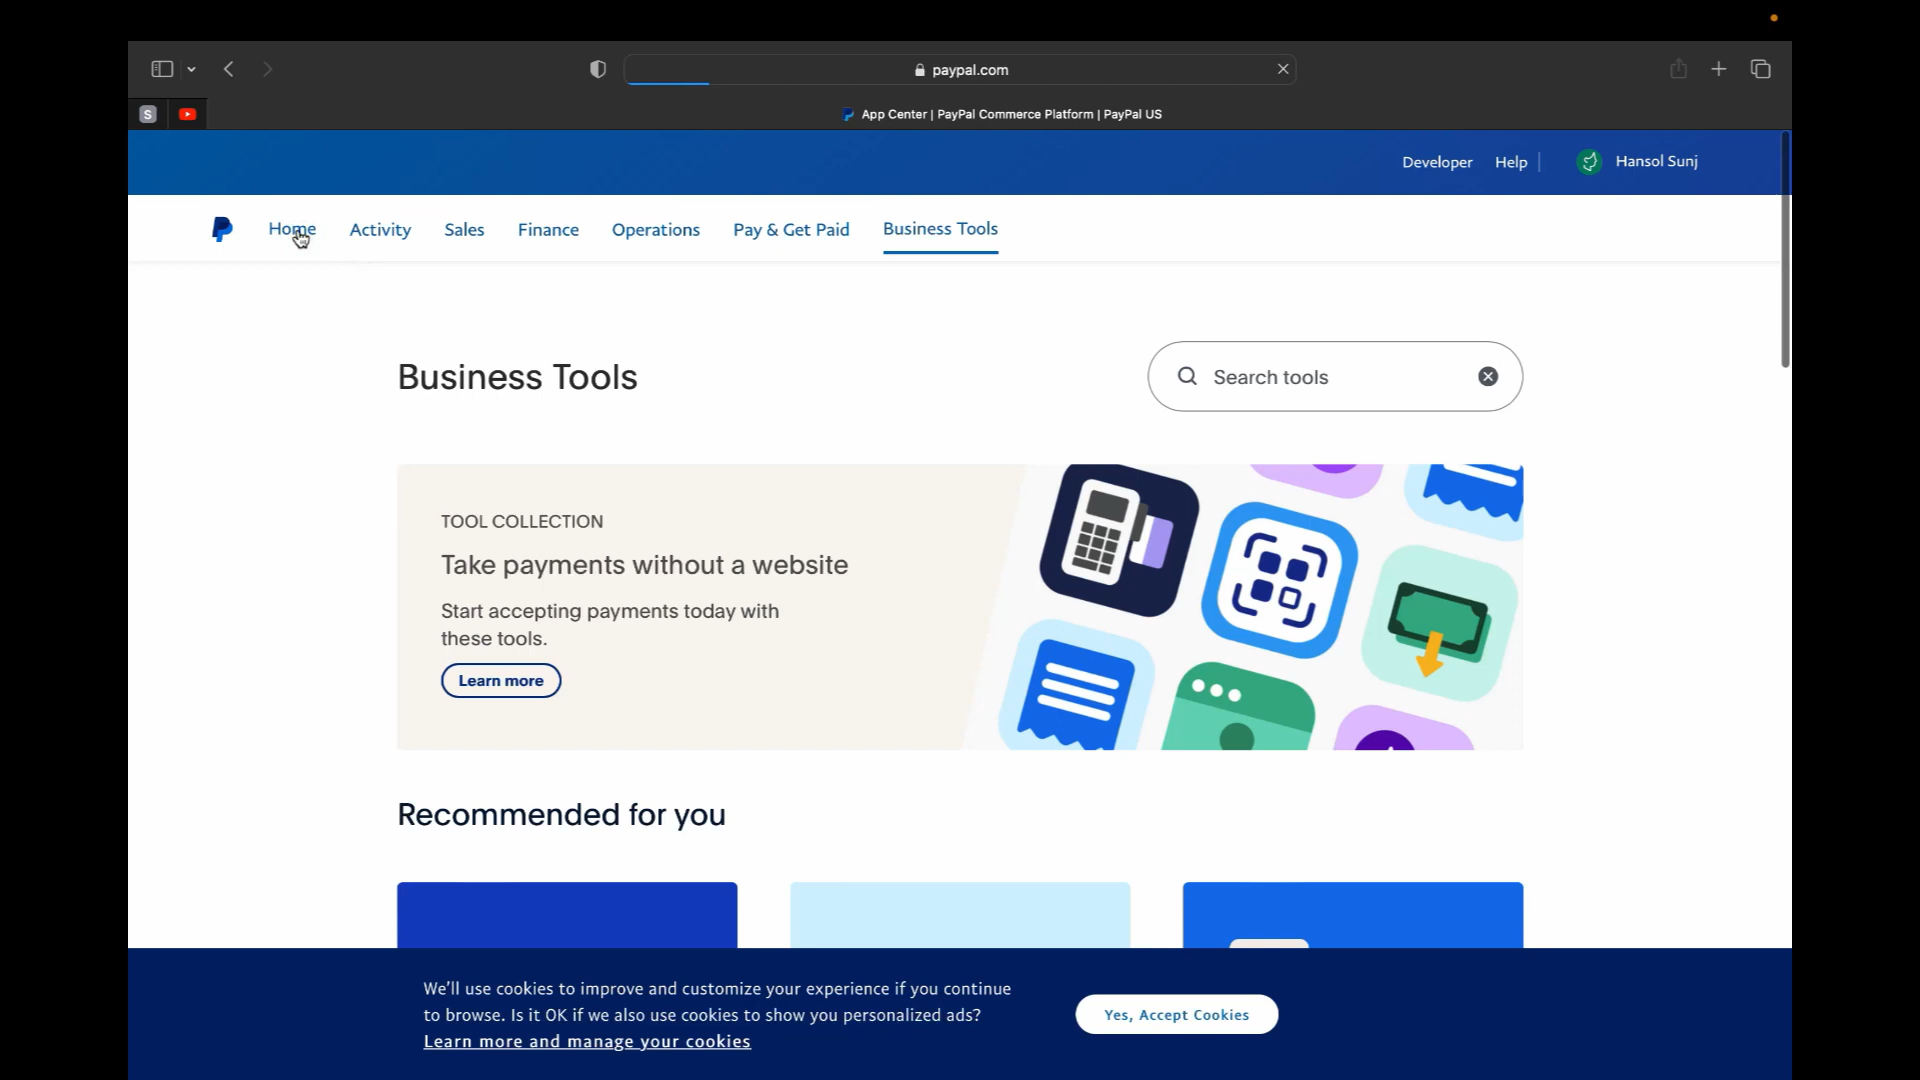 paypal.com
S
App Center | PayPal Commerce Platform | PayPal US
Developer Help Hansol Sunj
Home Activity Sales Finance Operations Pay & Get Paid Business Tools
Business Tools
Search tools
TOOL COLLECTION
Take payments without a website
Start accepting payments today with
these tools.
Learn more
Recommended for you
We'll use cookies to improve and customize your experience if you continue
to browse. Is it OK if we also use cookies to show you personalized ads?
Learn more and manage your cookies
Yes, Accept Cookies